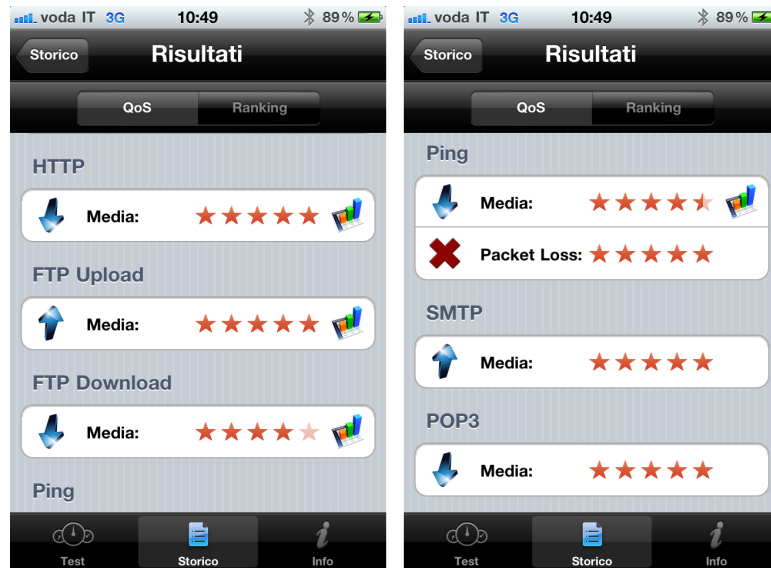 voda IT 3G 10:49 89%
Storico Risultati
QoS Ranking
HTTP
Media:
FTP Upload
Media:
FTP Download
Media:
Ping
Test Storico Info
voda IT 3G 10:49 89%
Storico Risultati
QoS Ranking
Ping
Media:
Packet Loss:
SMTP
Media:
POP3
Media:
Test Storico Info